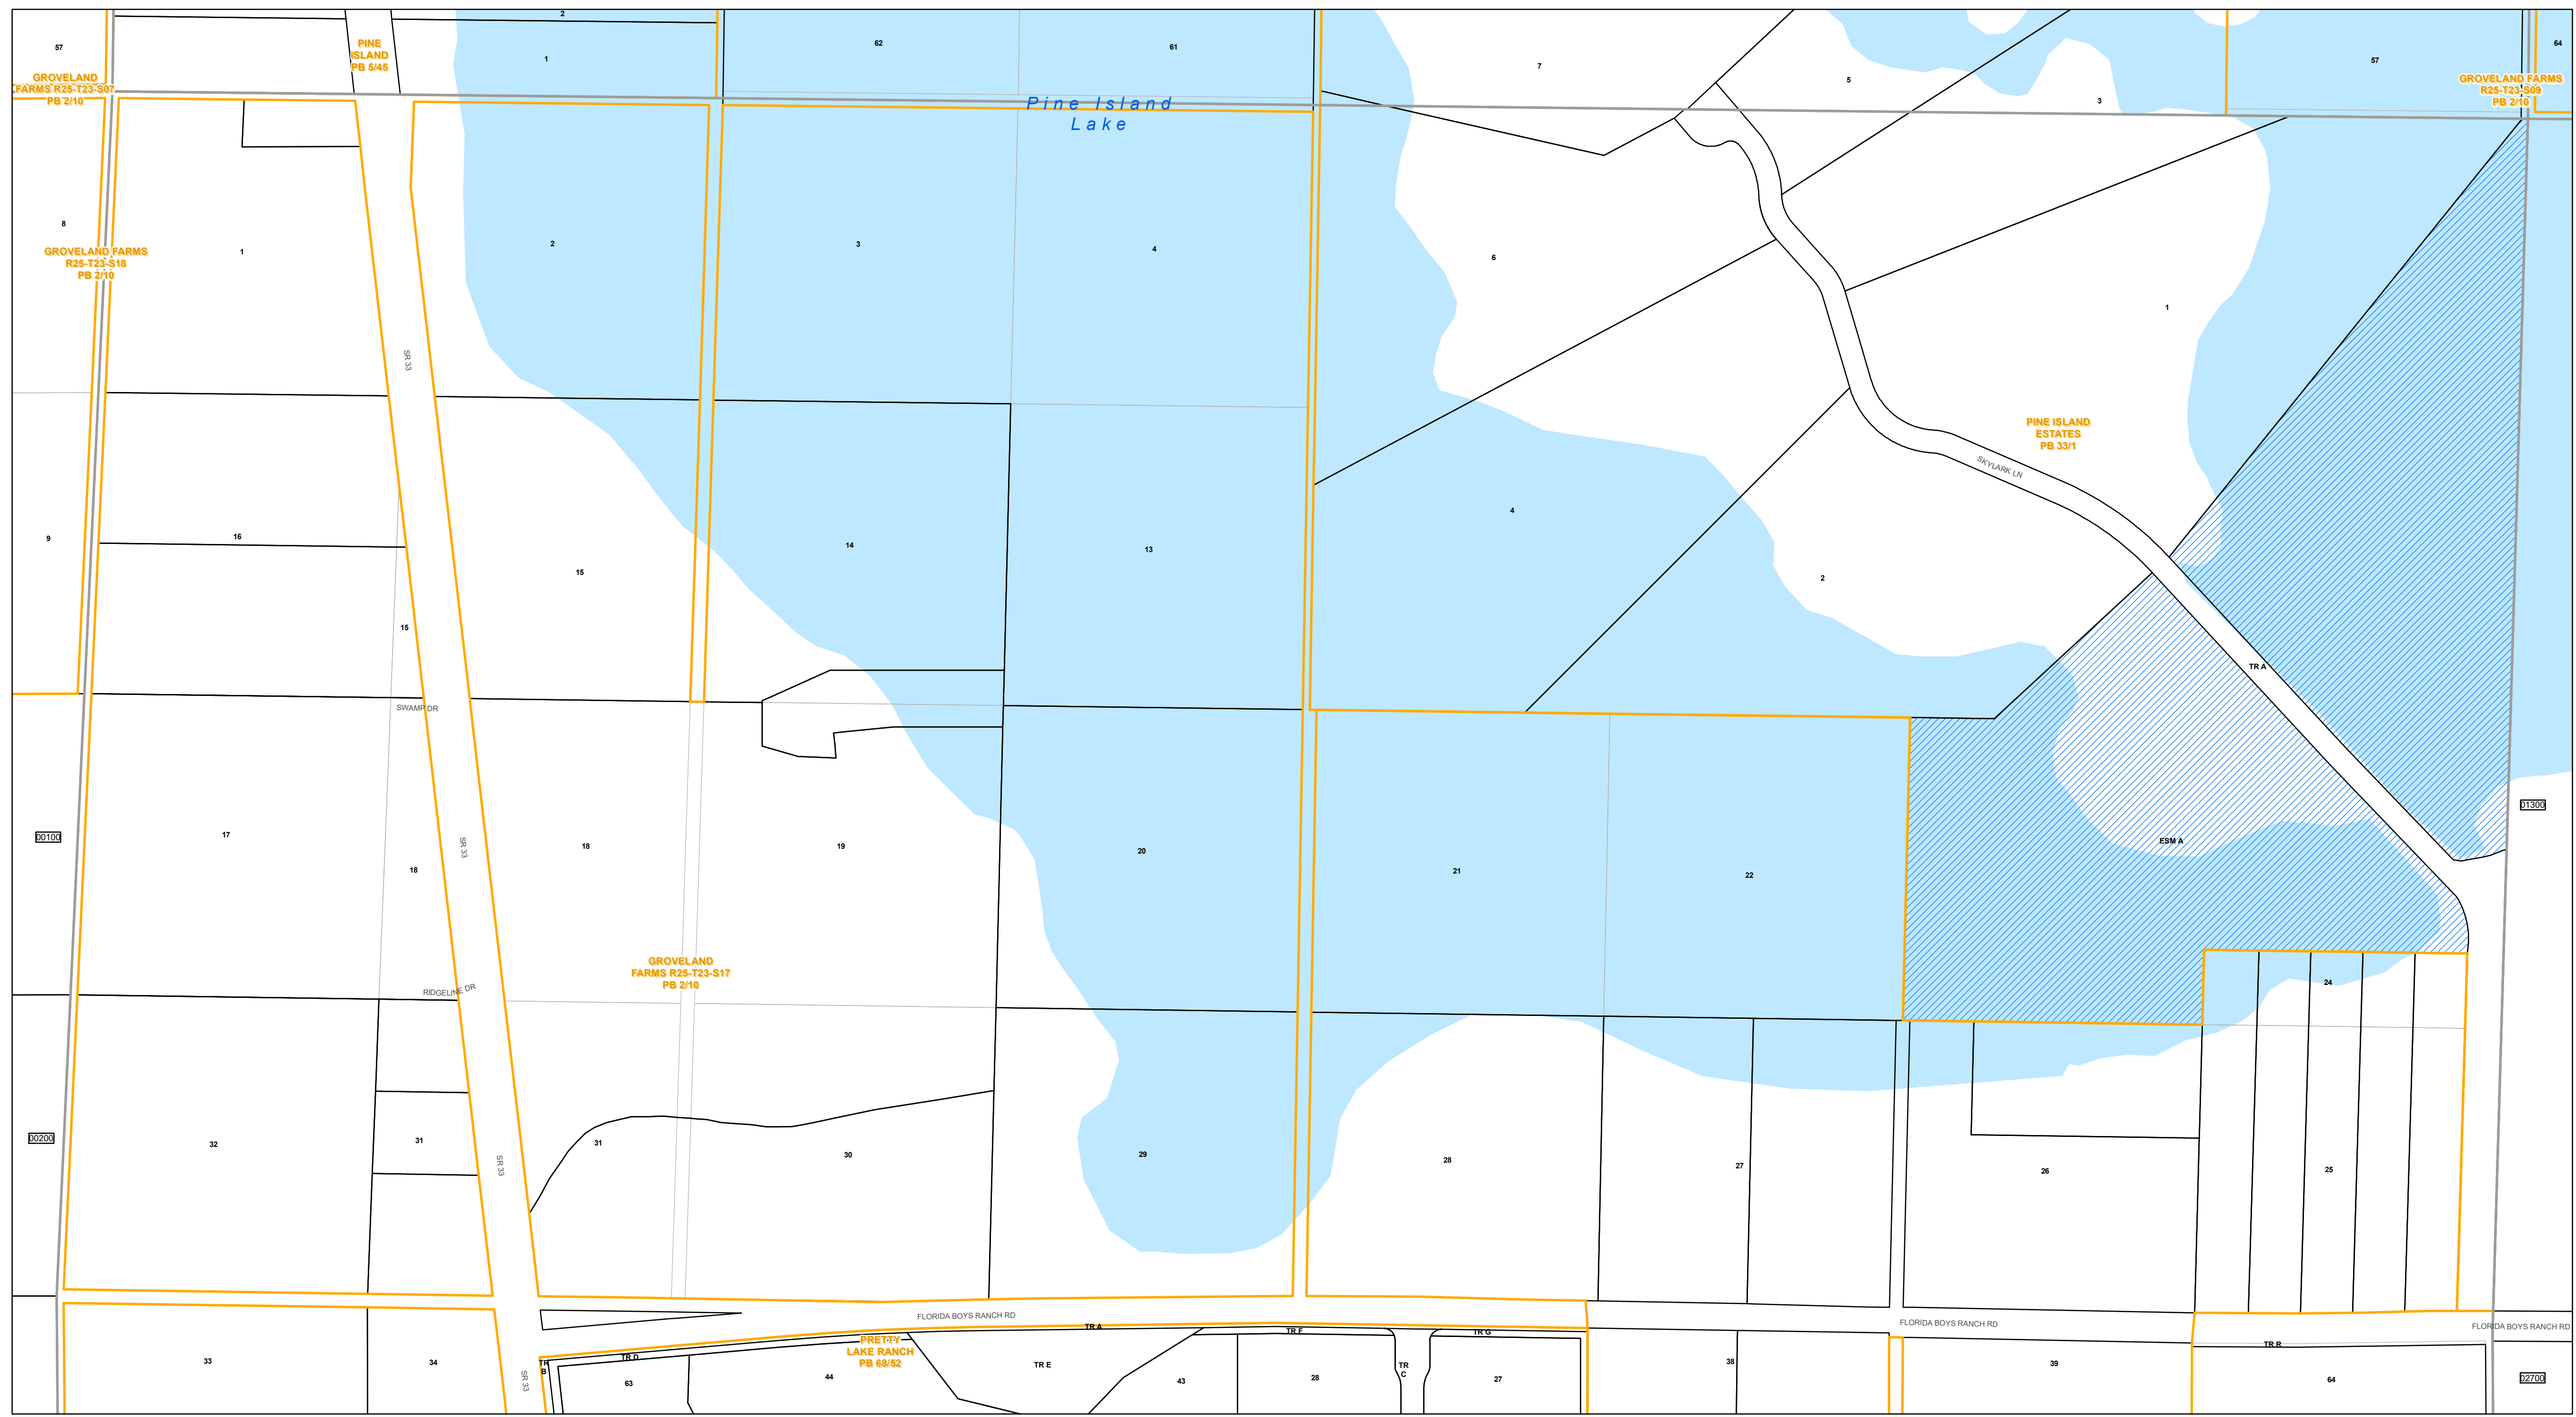 2
57
PINE
ISLAND
PB 5/45
62
61
1
7
5
57
64
GROVELAND
FARMS R25-T23-S07
PB 2/10
GROVELAND FARMS
R25-T23-S09
PB 2/10
3
Pine Island
Lake
8
GROVELAND FARMS
R25-T23-S18
PB 2/10
1
2
3
4
6
1
SR 33
PINE ISLAND
ESTATES
PB 33/1
SKYLARK LN
4
9
16
15
14
13
2
15
TR A
SWAMP DR
01300
00100
17
18
18
SR 33
19
20
21
22
ESM A
GROVELAND
FARMS R25-T23-S17
PB 2/10
RIDGELINE DR
24
00200
32
31
31
SR 33
30
29
28
27
26
25
FLORIDA BOYS RANCH RD
FLORIDA BOYS RANCH RD
FLORIDA BOYS RANCH RD
TR A
TR F
TR G
PRETTY
LAKE RANCH
PB 68/52
TR R
33
34
SR 33
TR
B
TR D
63
44
TR E
43
28
TR
C
27
38
39
64
02700